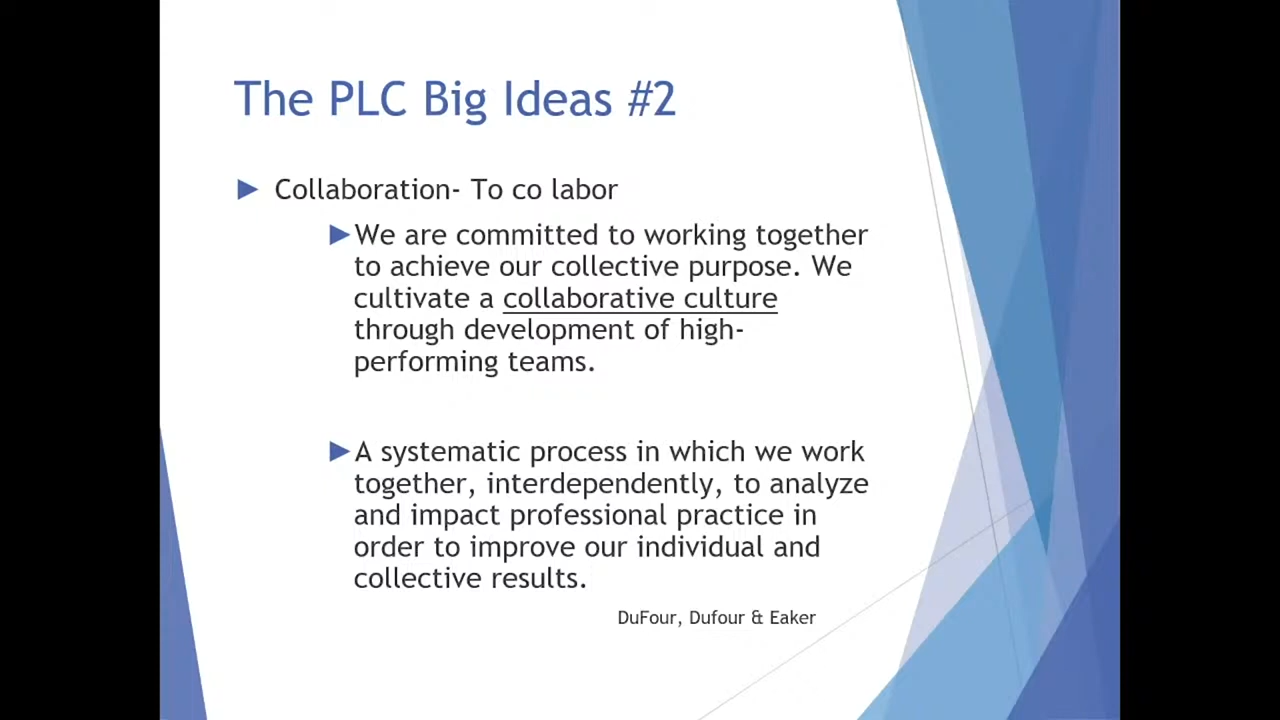 The PLC Big Ideas #2
Collaboration- To co labor
We are committed to working together
to achieve our collective purpose. We
cultivate a collaborative culture
through development of high-
performing teams.
A systematic process in which we work
together, interdependently, to analyze
and impact professional practice in
order to improve our individual and
collective results.
DuFour, Dufour & Eaker